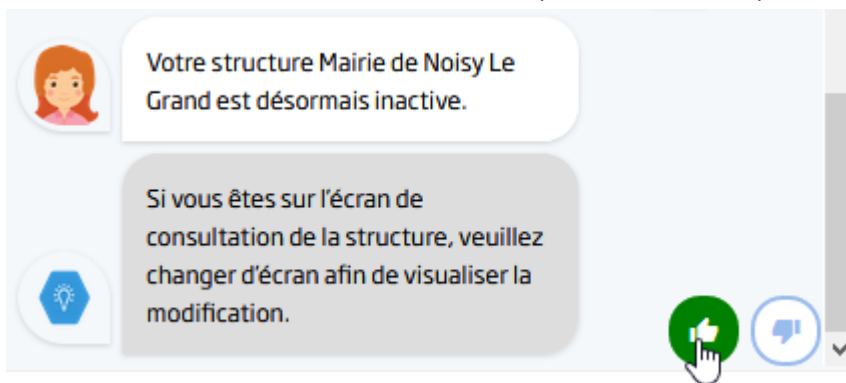 Votre structure Mairie de Noisy Le
Grand est désormais inactive.
Si vous êtes sur l'écran de
consultation de la structure, veuillez
changer d'écran afin de visualiser la
modification.